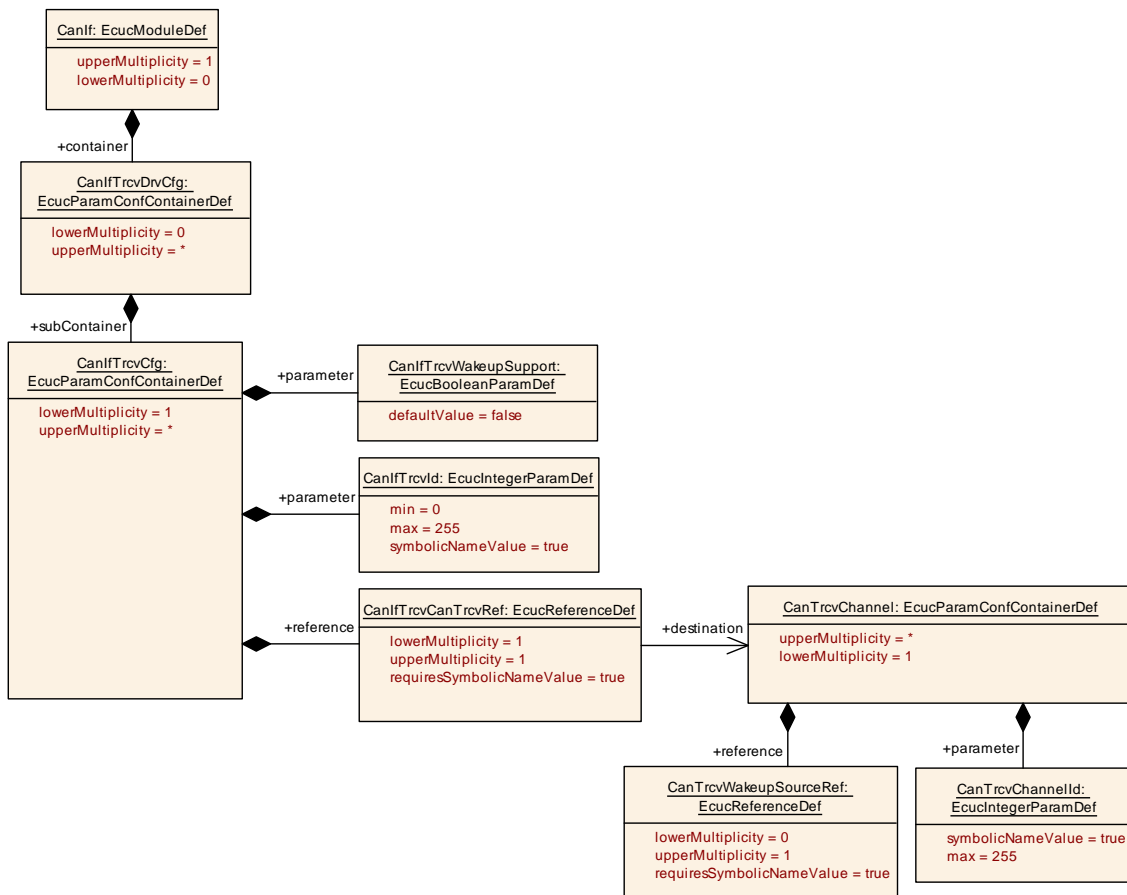 CanIf: EcucModuleDef
upperMultiplicity = 1
lowerMultiplicity = 0
+container
CanIfTrcvDrvCfg:
EcucParamConfContainerDef
lowerMultiplicity = 0
upperMultiplicity = *
+subContainer
CanIfTrcvCfg:
EcucParamConfContainerDef
lowerMultiplicity = 1
upperMultiplicity = *
+parameter
CanIfTrcvWakeupSupport:
EcucBooleanParamDef
defaultValue = false
+parameter
CanIfTrcvId: EcucIntegerParamDef
min = 0
max = 255
symbolicNameValue = true
+reference
CanIfTrcvCanTrcvRef: EcucReferenceDef
lowerMultiplicity = 1
upperMultiplicity = 1
requiresSymbolicNameValue = true
+destination
CanTrcvChannel: EcucParamConfContainerDef
upperMultiplicity = *
lowerMultiplicity = 1
+reference
CanTrcvWakeupSourceRef:
EcucReferenceDef
lowerMultiplicity = 0
upperMultiplicity = 1
requiresSymbolicNameValue = true
+parameter
CanTrcvChannelId:
EcucIntegerParamDef
symbolicNameValue = true
max = 255